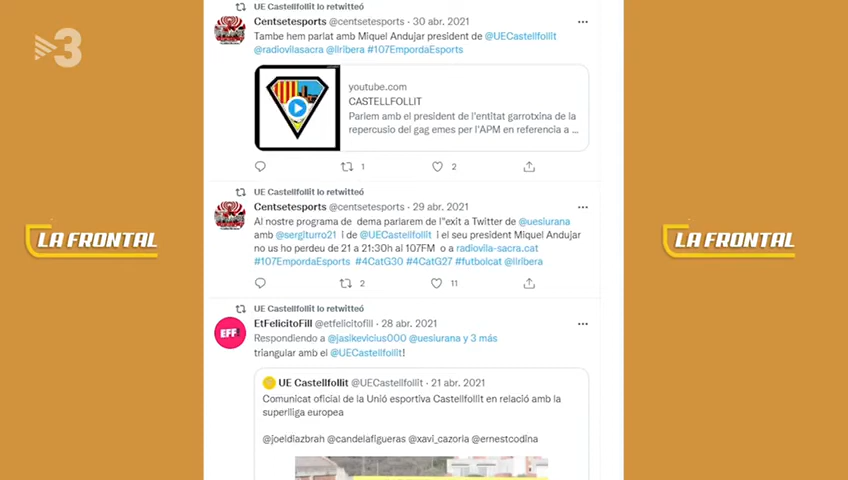 UE Castellfollit lo retwitteó
Centsetesports @centsetesports · 30 abr. 2021
Tambe hem parlat amb Miquel Andujar president de @UECastellfollit
@radiovilasacra @llribera #107EmpordaEsports
youtube.com
CASTELLFOLLIT
Parlem amb el president de l'entitat garrotxina de la
repercusio del gag emes per l'APM en referencia a ...
1
2
UE Castellfollit lo retwitteó
Centsetesports @centsetesports · 29 abr. 2021
Al nostre programa de dema parlarem de l''exit a Twitter de @uesiurana
amb @sergiturro21 i de @UECastellfollit i el seu president Miquel Andujar
no us ho perdeu de 21 a 21:30h al 107FM o a radiovila-sacra.cat
#107EmpordaEsports #4CatG30 #4CatG27 #futbolcat @llribera
2
11
UE Castellfollit lo retwitteó
EtFelicitoFill @etfelicitofill · 28 abr. 2021
EFF!
Respondiendo a @jasikevicius000 @uesiurana y 3 más
triangular amb el @UECastellfollit!
UE Castellfollit @UECastellfollit · 21 abr. 2021
Comunicat oficial de la Unió esportiva Castellfollit en relació amb la
superlliga europea
@joeldiazbrah @candelafigueras @xavi_cazorla @ernestcodina
3
LA FRONTAL
LA FRONTAL